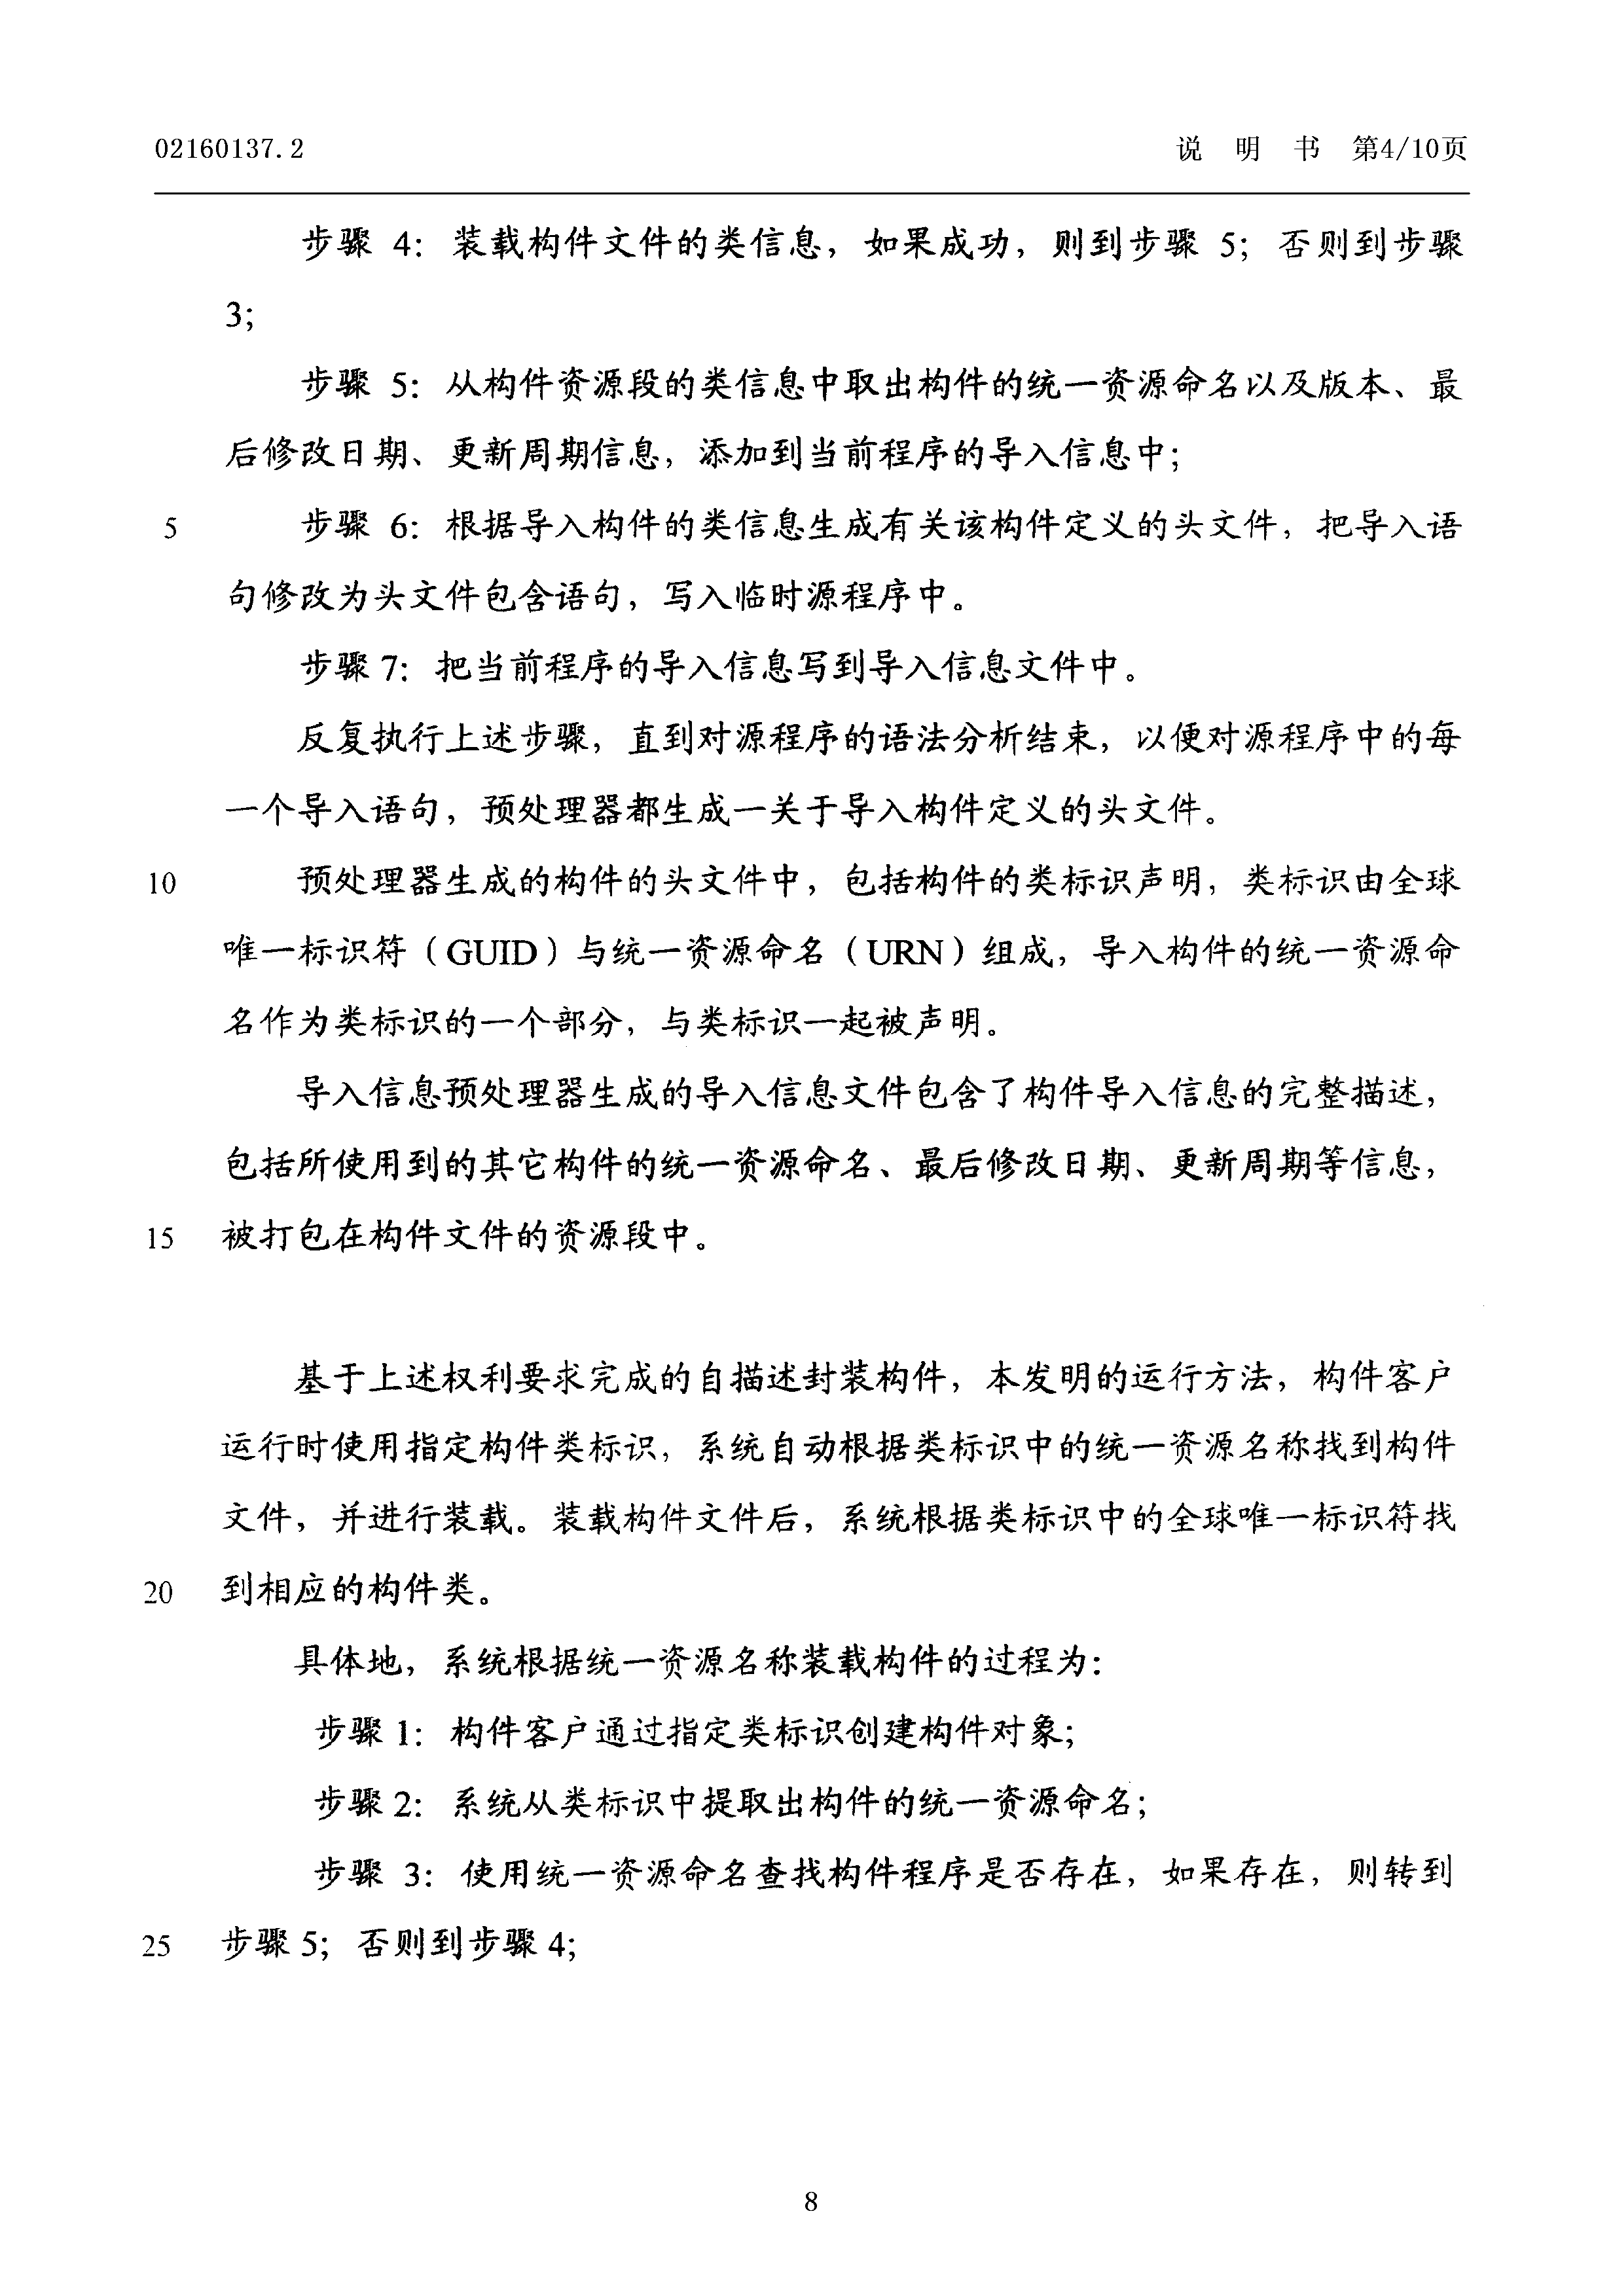 02160137.2 说 明 书 第4/10页
步骤 4：装载构件文件的类信息，如果成功，则到步骤 5；否则到步骤
3；
步骤 5：从构件资源段的类信息中取出构件的统一资源命名以及版本、最
后修改日期、更新周期信息，添加到当前程序的导入信息中；
5 步骤 6：根据导入构件的类信息生成有关该构件定义的头文件，把导入语
句修改为头文件包含语句，写入临时源程序中。
步骤 7：把当前程序的导入信息写到导入信息文件中。
反复执行上述步骤，直到对源程序的语法分析结束，以便对源程序中的每
一个导入语句，预处理器都生成一关于导入构件定义的头文件。
10 预处理器生成的构件的头文件中，包括构件的类标识声明，类标识由全球
唯一标识符（GUID）与统一资源命名（URN）组成，导入构件的统一资源命
名作为类标识的一个部分，与类标识一起被声明。
导入信息预处理器生成的导入信息文件包含了构件导入信息的完整描述，
包括所使用到的其它构件的统一资源命名、最后修改日期、更新周期等信息，
15 被打包在构件文件的资源段中。
基于上述权利要求完成的自描述封装构件，本发明的运行方法，构件客户
运行时使用指定构件类标识，系统自动根据类标识中的统一资源名称找到构件
文件，并进行装载。装载构件文件后，系统根据类标识中的全球唯一标识符找
20 到相应的构件类。
具体地，系统根据统一资源名称装载构件的过程为：
步骤 1：构件客户通过指定类标识创建构件对象；
步骤 2：系统从类标识中提取出构件的统一资源命名；
步骤 3：使用统一资源命名查找构件程序是否存在，如果存在，则转到
25 步骤 5；否则到步骤 4；
8